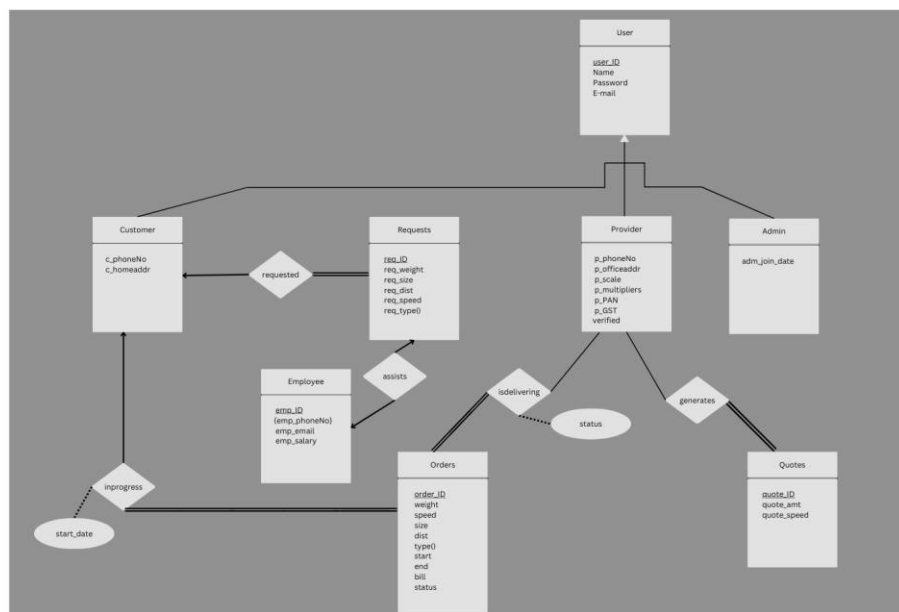 User
user_ID
Name
Password
E-mail
Customer
c_phoneNo
c_homeaddr
requested
Requests
req_ID
req_weight
req_size
req_dist
req_speed
req_type()
Provider
p_phoneNo
p_officeaddr
p_scale
p_multipliers
p_PAN
p_GST
verified
Admin
adm_join_date
Employee
emp_ID
(emp_phoneNo)
emp_email
emp_salary
assists
isdelivering
status
generates
inprogress
start_date
Orders
order_ID
weight
speed
size
dist
type()
start
end
bill
status
Quotes
quote_ID
quote_amt
quote_speed